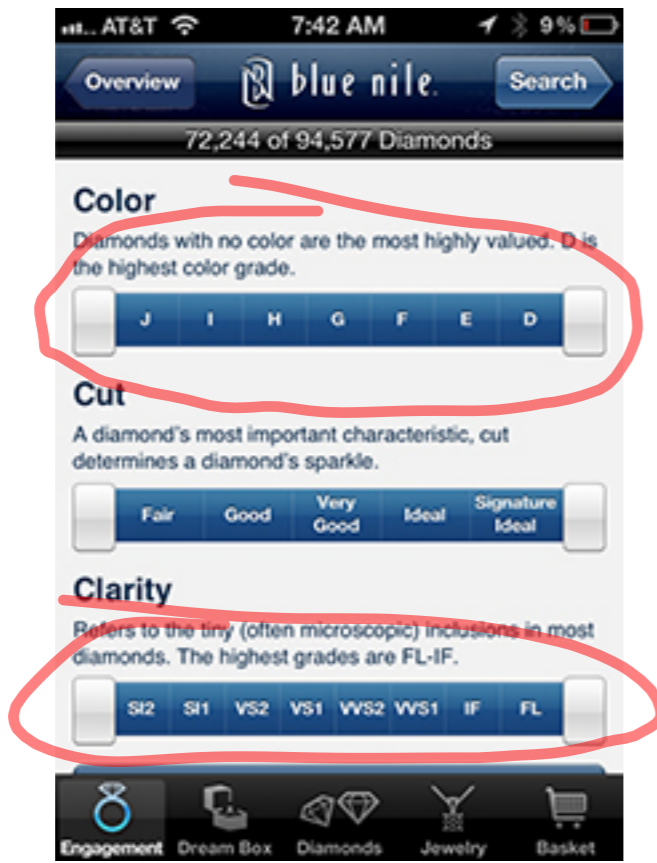 AT&T 7:42 AM 9%
Overview blue nile. Search
72,244 of 94,577 Diamonds
Color
Diamonds with no color are the most highly valued. D is
the highest color grade.
J I H G F E D
Cut
A diamond's most important characteristic, cut
determines a diamond's sparkle.
Fair Good Very Good Ideal Signature Ideal
Clarity
Refers to the tiny (often microscopic) inclusions in most
diamonds. The highest grades are FL-IF.
SI2 SI1 VS2 VS1 VVS2 VVS1 IF FL
Engagement Dream Box Diamonds Jewelry Basket